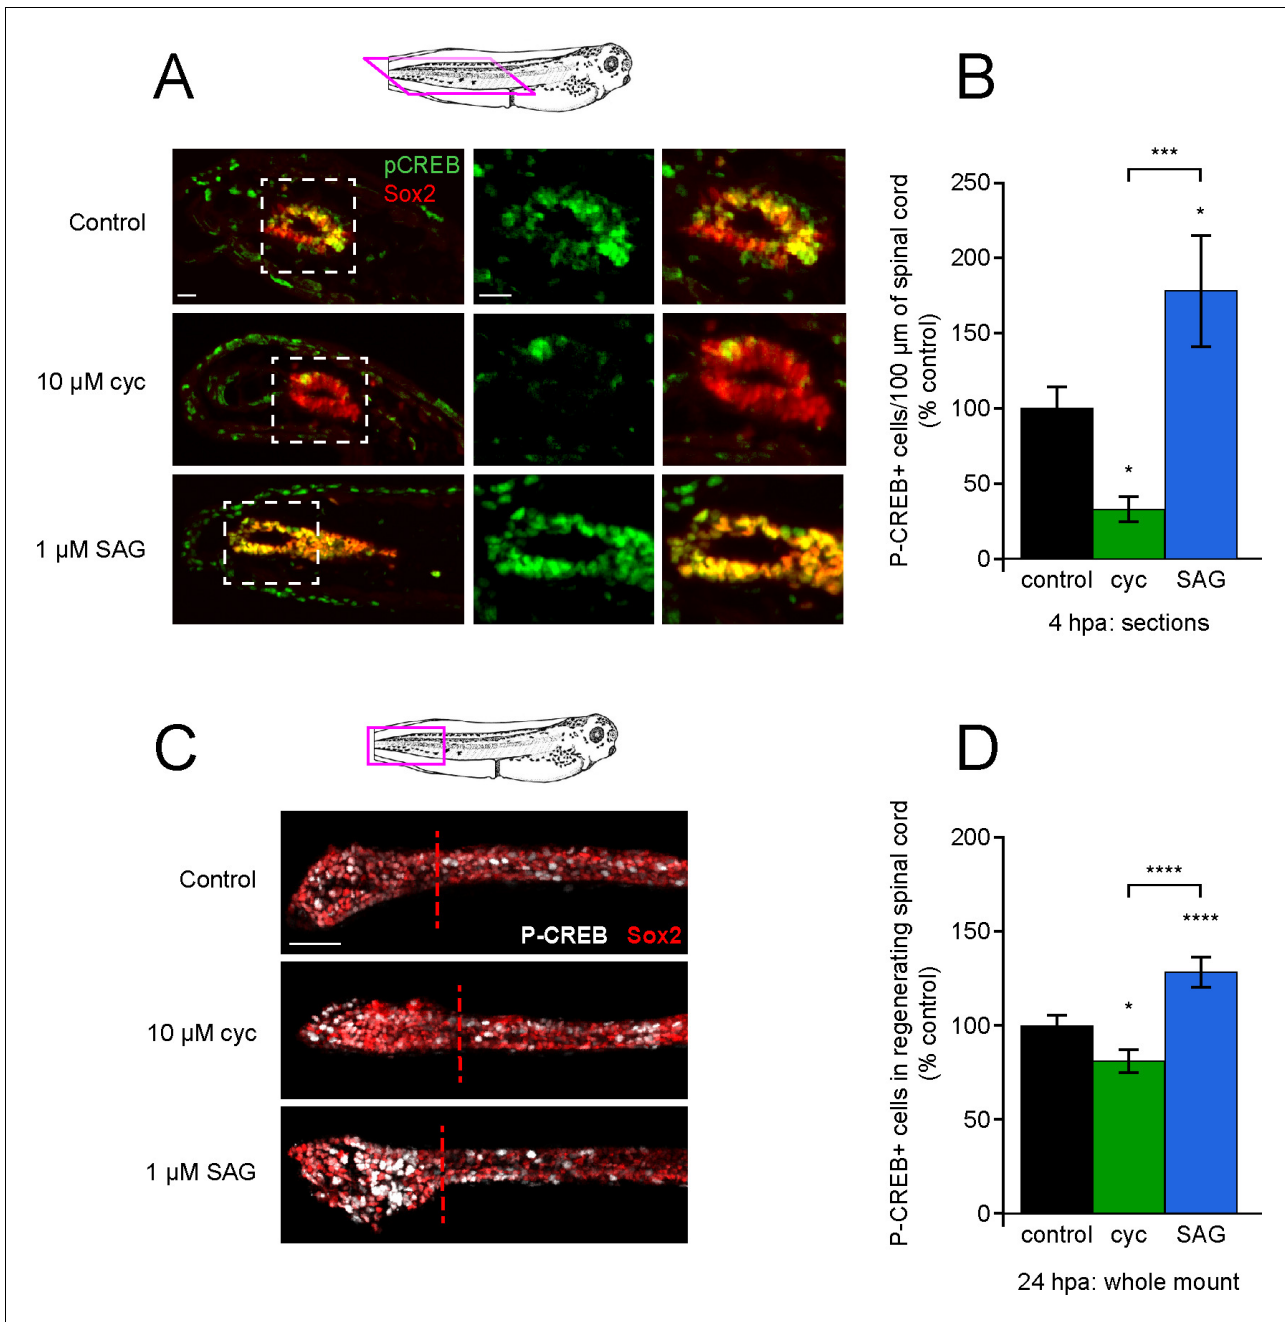 A
pCREB
Sox2
Control
10 µM cyc
1 µM SAG
B
P-CREB+ cells/100 µm of spinal cord
(% control)
250
200
150
100
50
0
***
*
*
control
cyc
SAG
4 hpa: sections
C
Control
P-CREB Sox2
10 µM cyc
1 µM SAG
D
P-CREB+ cells in regenerating spinal cord
(% control)
200
150
100
50
0
****
****
*
control
cyc
SAG
24 hpa: whole mount